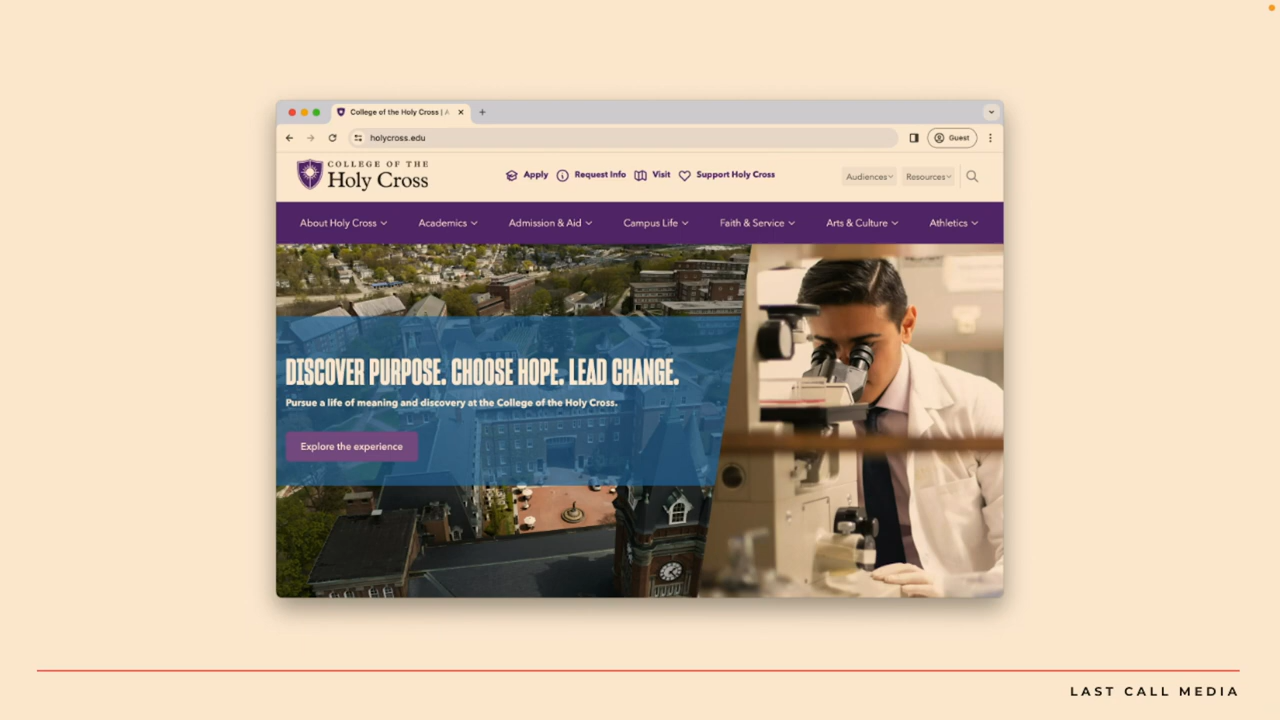 College of the Holy Cross | A
holycross.edu
Guest
COLLEGE OF THE
Holy Cross
Apply Request Info Visit Support Holy Cross
Audiences Resources
About Holy Cross Academics Admission & Aid Campus Life Faith & Service Arts & Culture Athletics
DISCOVER PURPOSE. CHOOSE HOPE. LEAD CHANGE.
Pursue a life of meaning and discovery at the College of the Holy Cross.
Explore the experience
LAST CALL MEDIA